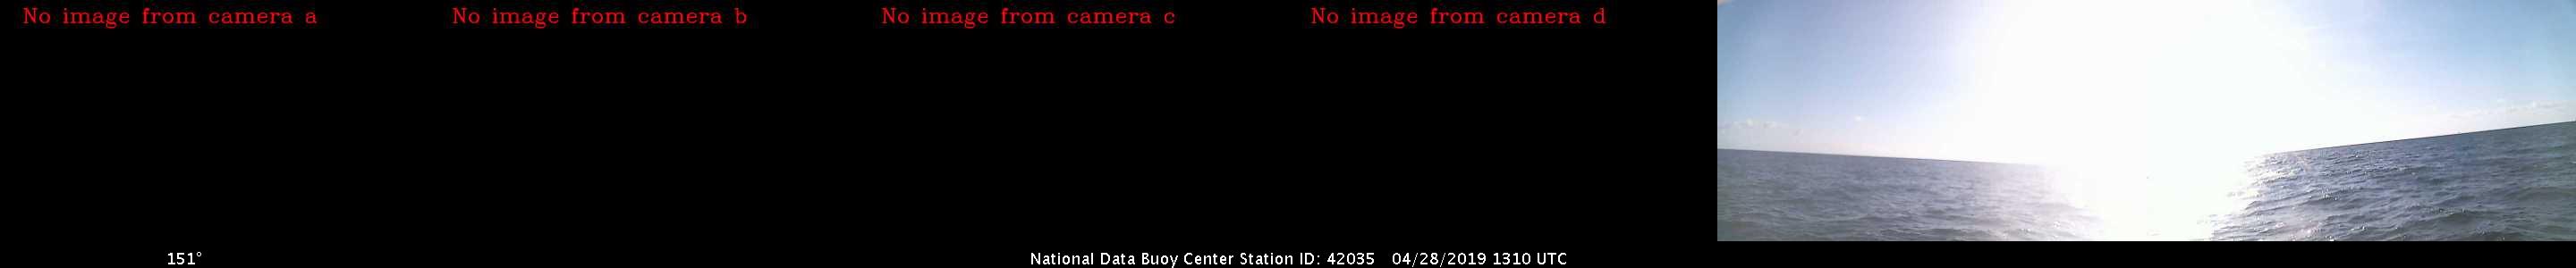 No image from camera a
No image from camera b
No image from camera c
No image from camera d
151°
National Data Buoy Center Station ID: 42035 04/28/2019 1310 UTC